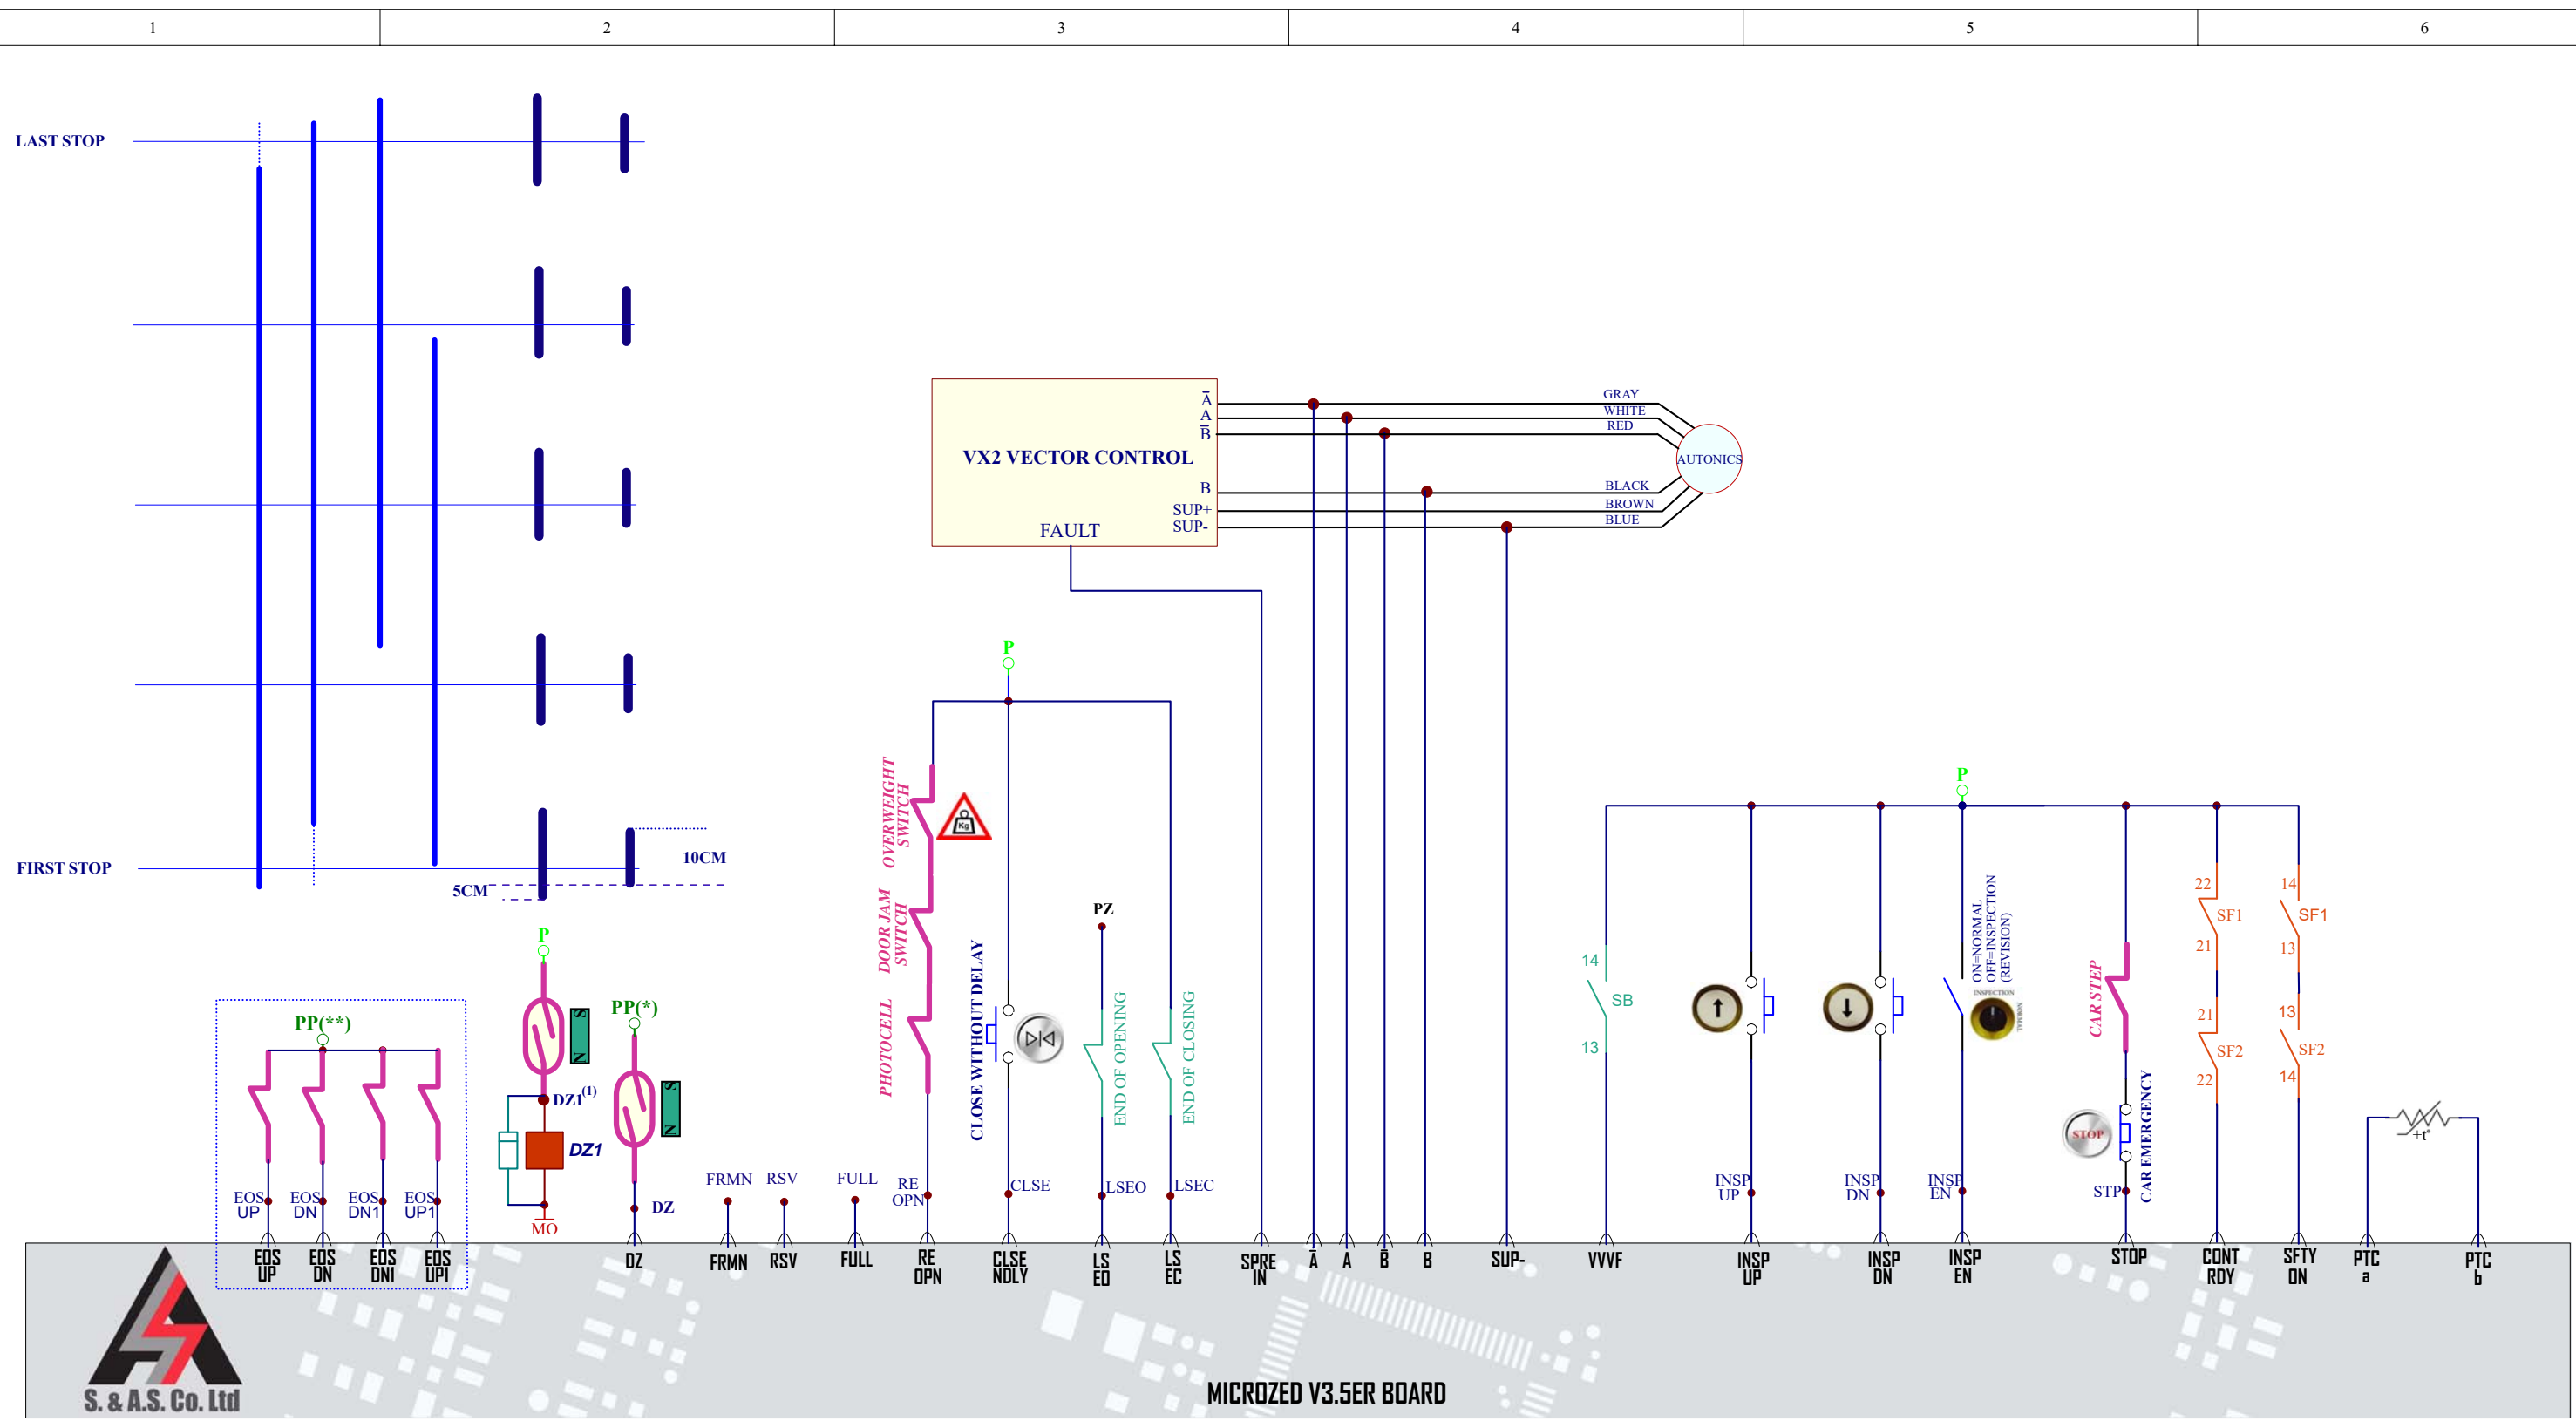 1
2
3
4
5
6
LAST STOP
FIRST STOP
10CM
5CM
VX2 VECTOR CONTROL
FAULT
A̅
A
B̅
B
SUP+
SUP-
GRAY
WHITE
RED
BLACK
BROWN
BLUE
AUTONICS
P
OVERWEIGHT
SWITCH
Kg
DOOR JAM
SWITCH
PHOTOCELL
CLOSE WITHOUT DELAY
PZ
END OF OPENING
END OF CLOSING
P
14
SB
13
ON=NORMAL
OFF=INSPECTION
(REVISION)
INSPECTION
NORMAL
CAR STEP
STOP
CAR EMERGENCY
22
SF1
21
21
SF2
22
14
SF1
13
13
SF2
14
+t°
P
S
N
DZ1(1)
DZ1
MO
PP(*)
S
N
DZ
PP(**)
EOS
UP
EOS
DN
EOS
DN1
EOS
UP1
FRMN
RSV
FULL
RE
OPN
CLSE
LSEO
LSEC
INSP
UP
INSP
DN
INSP
EN
STP
EOS
UP
EOS
DN
EOS
DN1
EOS
UP1
DZ
FRMN
RSV
FULL
RE
OPN
CLSE
NDLY
LS
EO
LS
EC
SPRE
IN
A̅
A
B̅
B
SUP-
VVVF
INSP
UP
INSP
DN
INSP
EN
STOP
CONT
RDY
SFTY
ON
PTC
a
PTC
b
S. & A.S. Co. Ltd
MICROZED V3.5ER BOARD